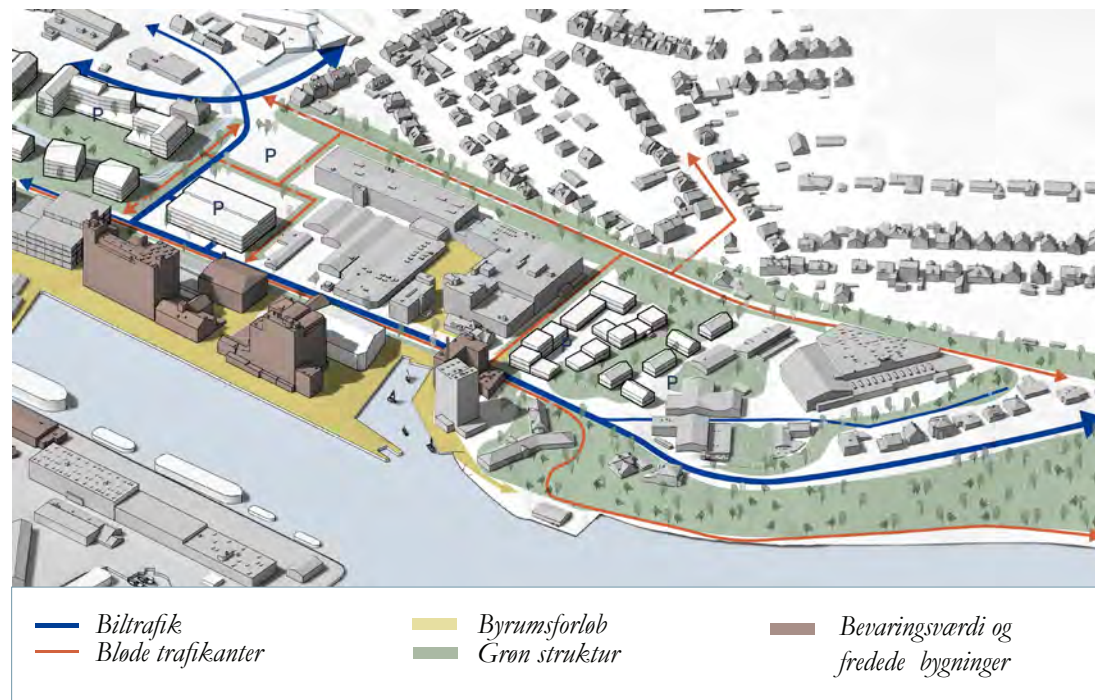 P
P
P
P
Biltrafik
Bløde trafikanter
Byrumsforløb
Grøn struktur
Bevaringsværdi og
fredede bygninger